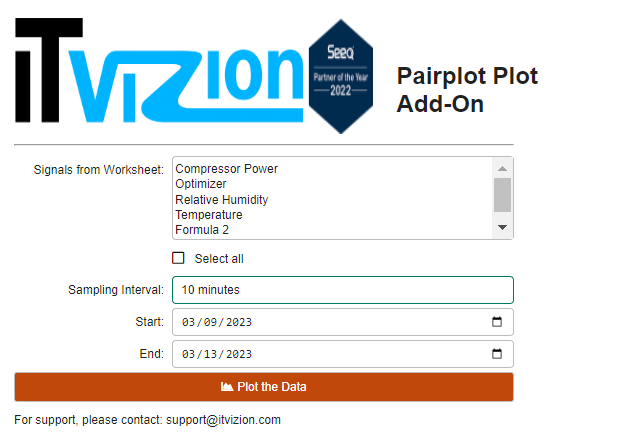 iTvizion
Seeq
Partner of the Year
2022
Pairplot Plot
Add-On
Signals from Worksheet:
Compressor Power
Optimizer
Relative Humidity
Temperature
Formula 2
Select all
Sampling Interval: 10 minutes
Start: 03/09/2023
End: 03/13/2023
Plot the Data
For support, please contact: support@itvizion.com